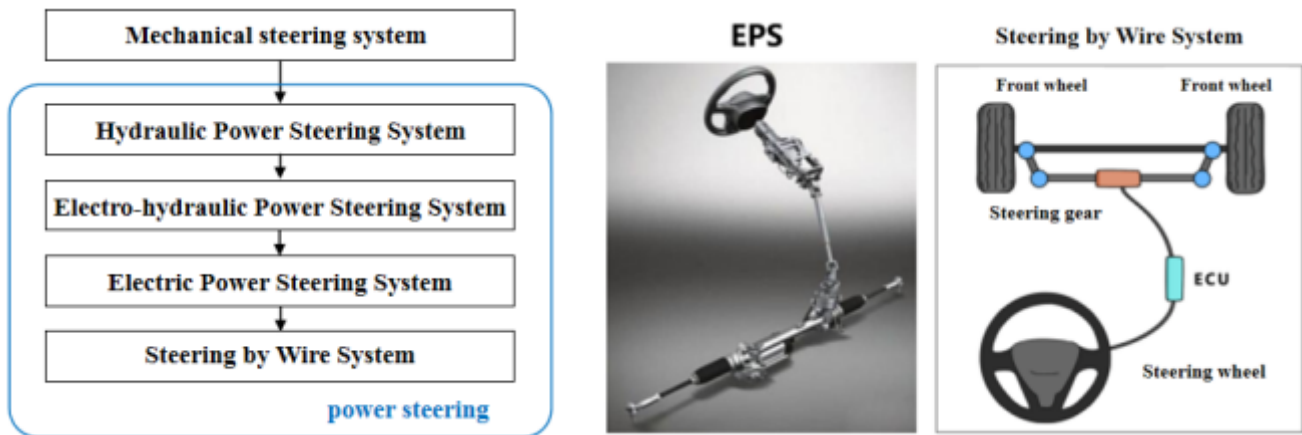 Mechanical steering system
Hydraulic Power Steering System
Electro-hydraulic Power Steering System
Electric Power Steering System
Steering by Wire System
power steering
EPS
Steering by Wire System
Front wheel
Front wheel
Steering gear
ECU
Steering wheel